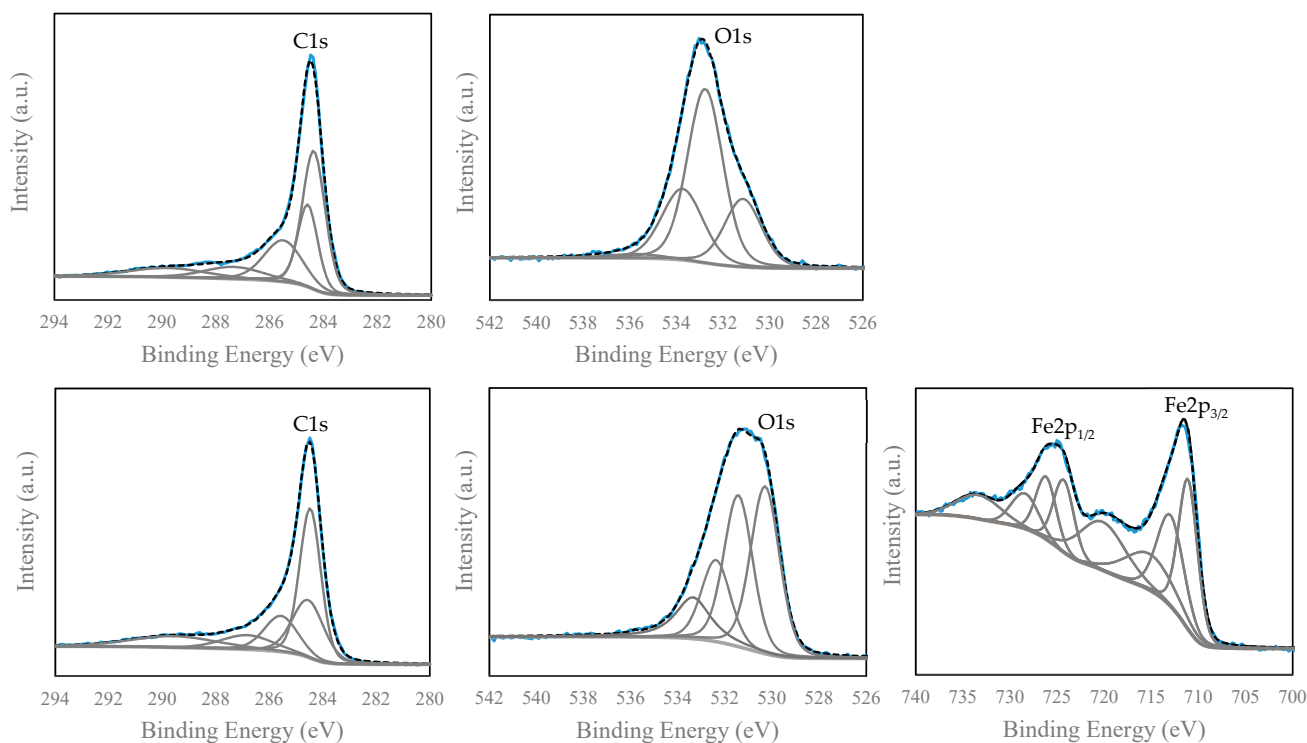 C1s
Intensity (a.u.)
294 292 290 288 286 284 282 280
Binding Energy (eV)
O1s
Intensity (a.u.)
542 540 538 536 534 532 530 528 526
Binding Energy (eV)
C1s
Intensity (a.u.)
294 292 290 288 286 284 282 280
Binding Energy (eV)
O1s
Intensity (a.u.)
542 540 538 536 534 532 530 528 526
Binding Energy (eV)
Fe2p3/2
Fe2p1/2
Intensity (a.u.)
740 735 730 725 720 715 710 705 700
Binding Energy (eV)